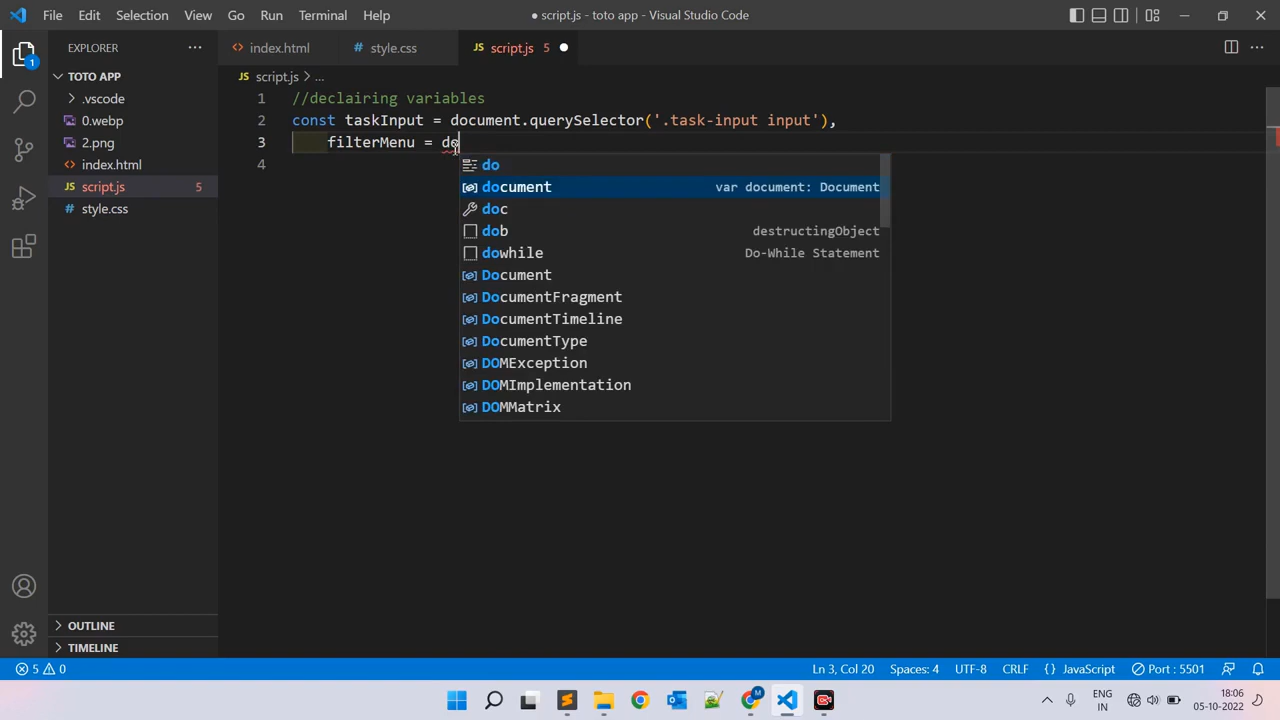 File Edit Selection View Go Run Terminal Help
● script.js - toto app - Visual Studio Code
EXPLORER
index.html
# style.css
JS script.js 5
TOTO APP
JS script.js > ...
.vscode
0.webp
2.png
index.html
JS script.js 5
# style.css
1 //declairing variables
2 const taskInput = document.querySelector('.task-input input'),
3 filterMenu = do
4
do
document var document: Document
doc
dob destructingObject
dowhile Do-While Statement
Document
DocumentFragment
DocumentTimeline
DocumentType
DOMException
DOMImplementation
DOMMatrix
1
OUTLINE
TIMELINE
5 0 Ln 3, Col 20 Spaces: 4 UTF-8 CRLF {} JavaScript Port : 5501
M
ENG
IN
18:06
05-10-2022